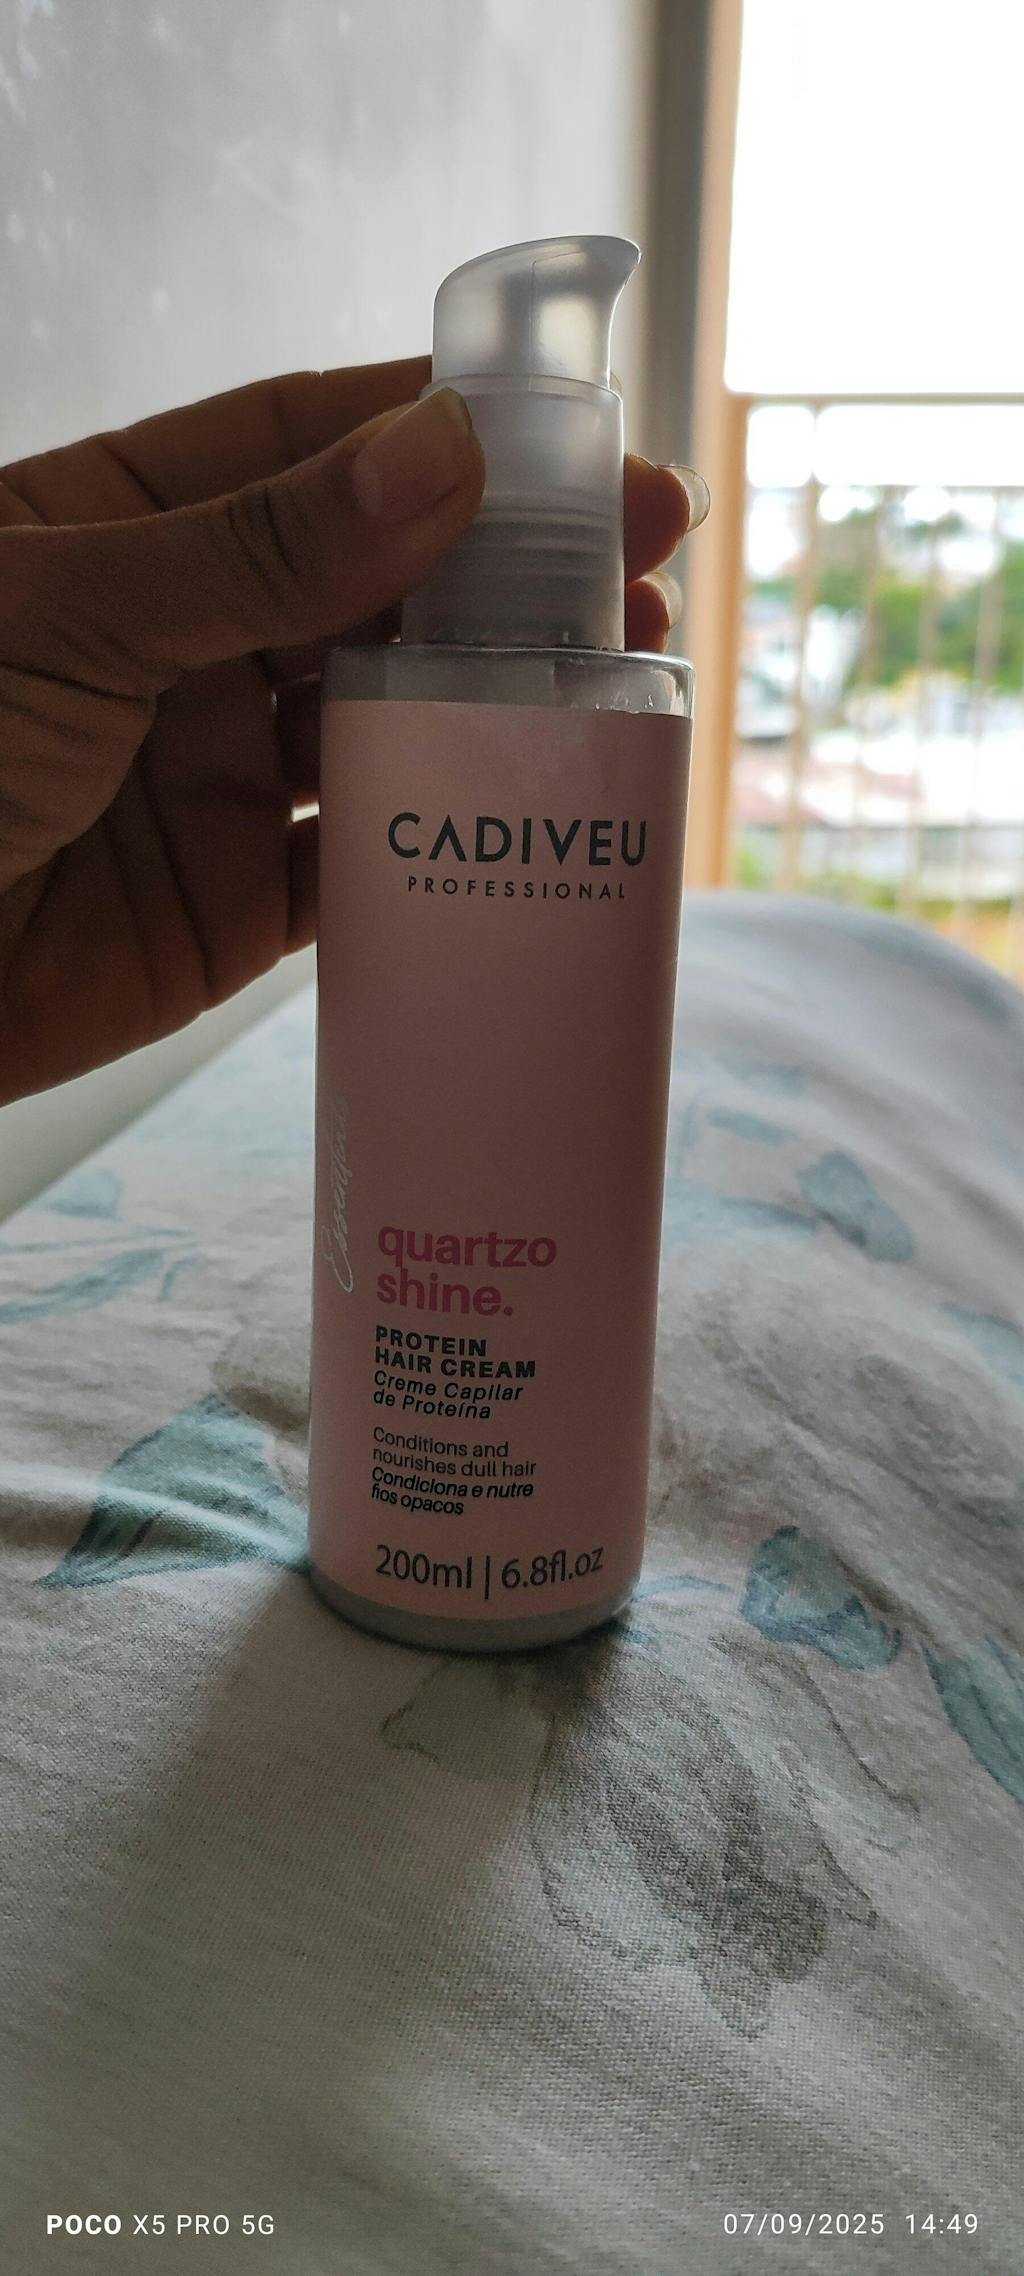 CADIVEU
PROFESSIONAL
Essentials
quartzo
shine.
PROTEIN
HAIR CREAM
Creme Capilar
de Proteína
Conditions and
nourishes dull hair
Condiciona e nutre
fios opacos
200ml | 6.8fl.oz
POCO X5 PRO 5G
07/09/2025 14:49